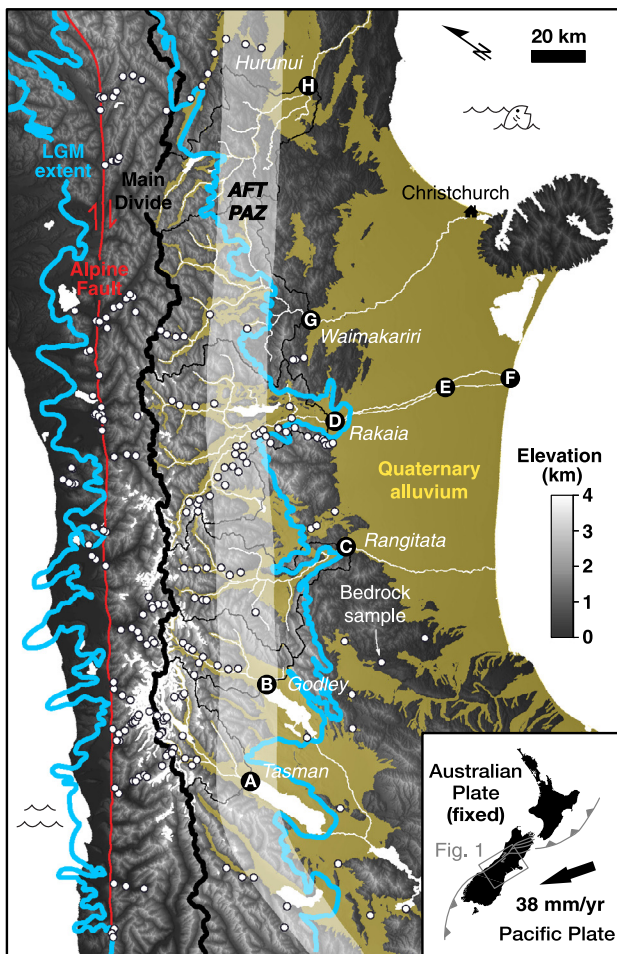 20 km
N
Hurunui
H
LGM
extent
Main
Divide
AFT
PAZ
Christchurch
Alpine
Fault
G
Waimakariri
F
E
D
Rakaia
Elevation
(km)
4
3
2
1
0
Quaternary
alluvium
Rangitata
C
Bedrock
sample
B
Godley
Tasman
A
Australian
Plate
(fixed)
Fig. 1
38 mm/yr
Pacific Plate